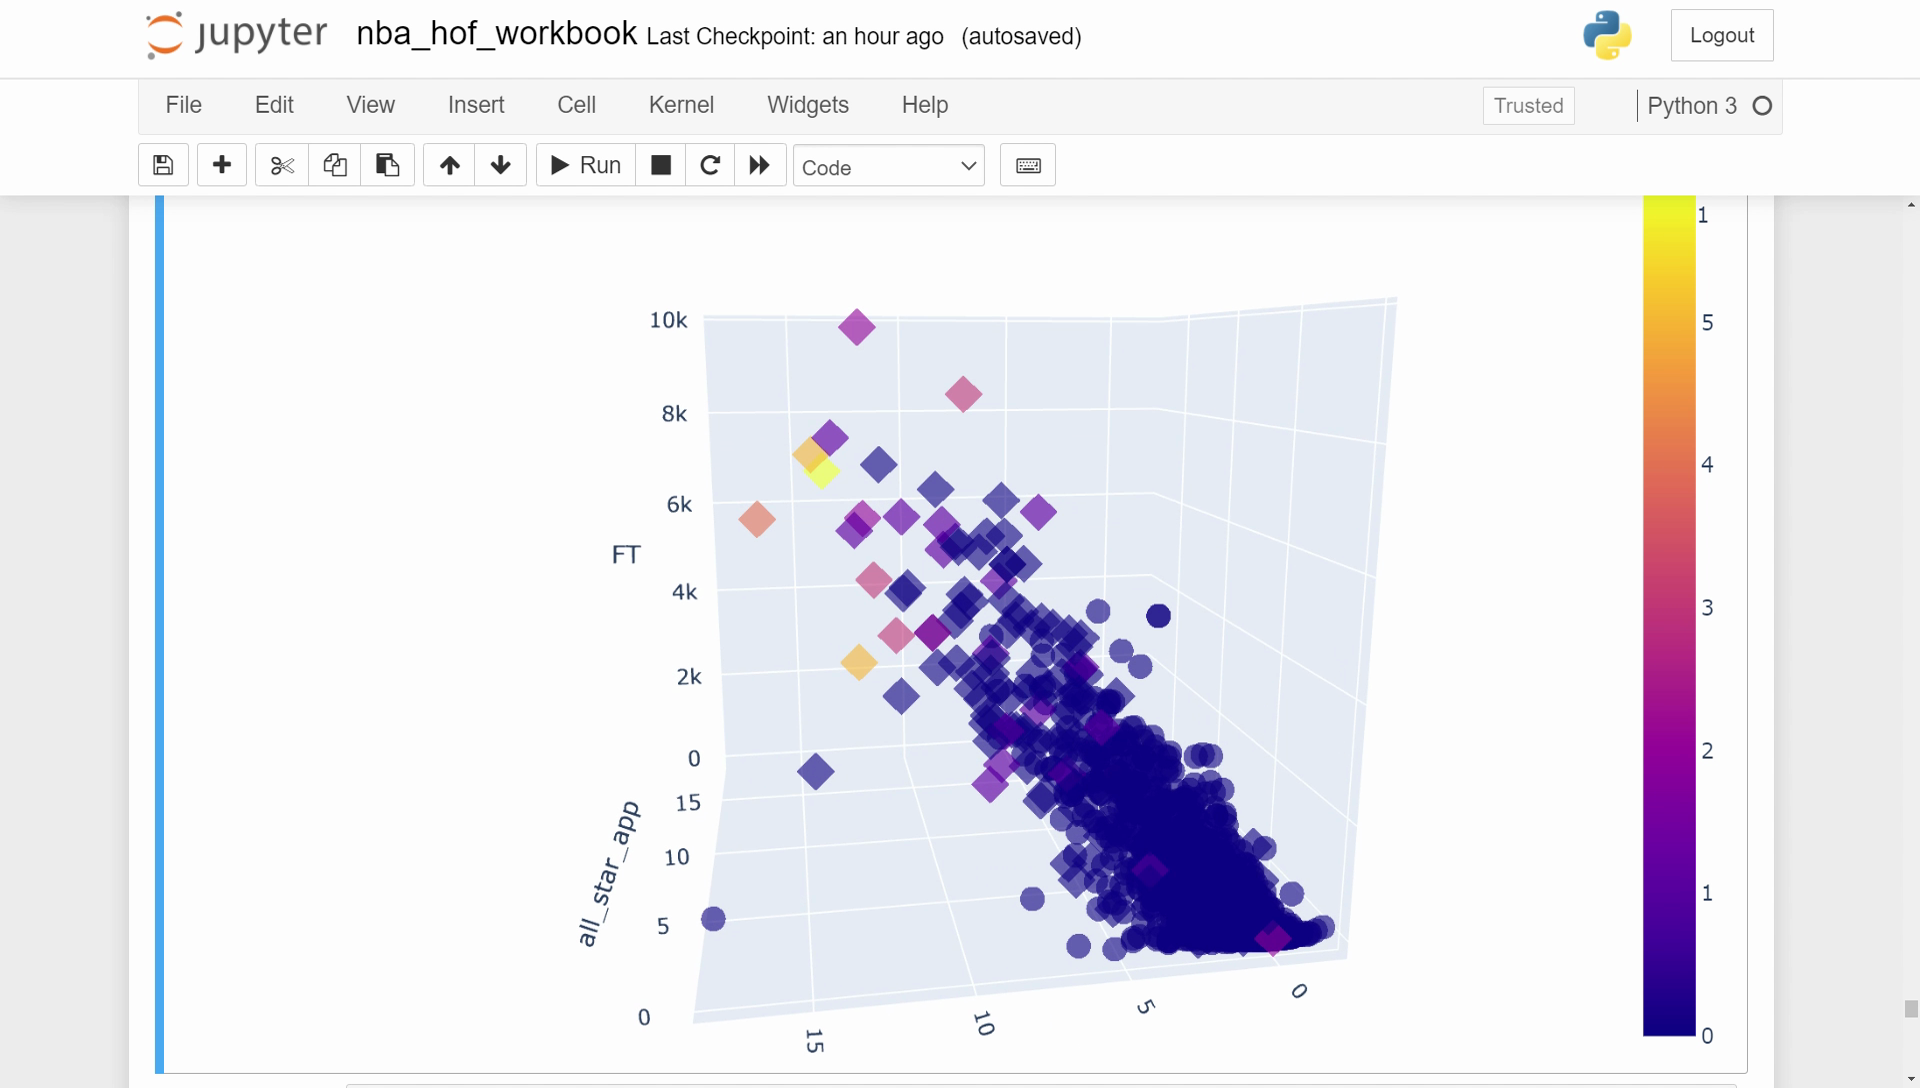 jupyter nba_hof_workbook Last Checkpoint: an hour ago (autosaved) Logout
File Edit View Insert Cell Kernel Widgets Help Trusted Python 3
Run Code
1
5
4
3
2
1
0
10k
8k
6k
4k
2k
0
FT
15
10
5
0
all_star_app
15
10
5
0